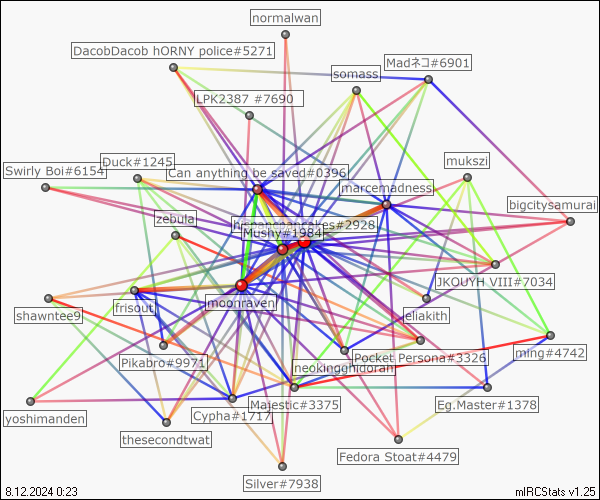 normalwan
DacobDacob hORNY police#5271
Madネコ#6901
somass
LPK2387 #7690
Duck#1245
mukszi
Swirly Boi#6154
Can anything be saved#0396
marcemadness
bigcitysamurai
zebula
#2928
Mushy#1984
JKOUYH VIII#7034
moonraven
frisout
eliakith
shawntee9
Pocket Persona#3326
ming#4742
Pikabro#9971
neokingghidorah
yoshimanden
Cypha#1717
Majestic#3375
Eg.Master#1378
thesecondtwat
Fedora Stoat#4479
Silver#7938
8.12.2024 0:23
mIRCStats v1.25